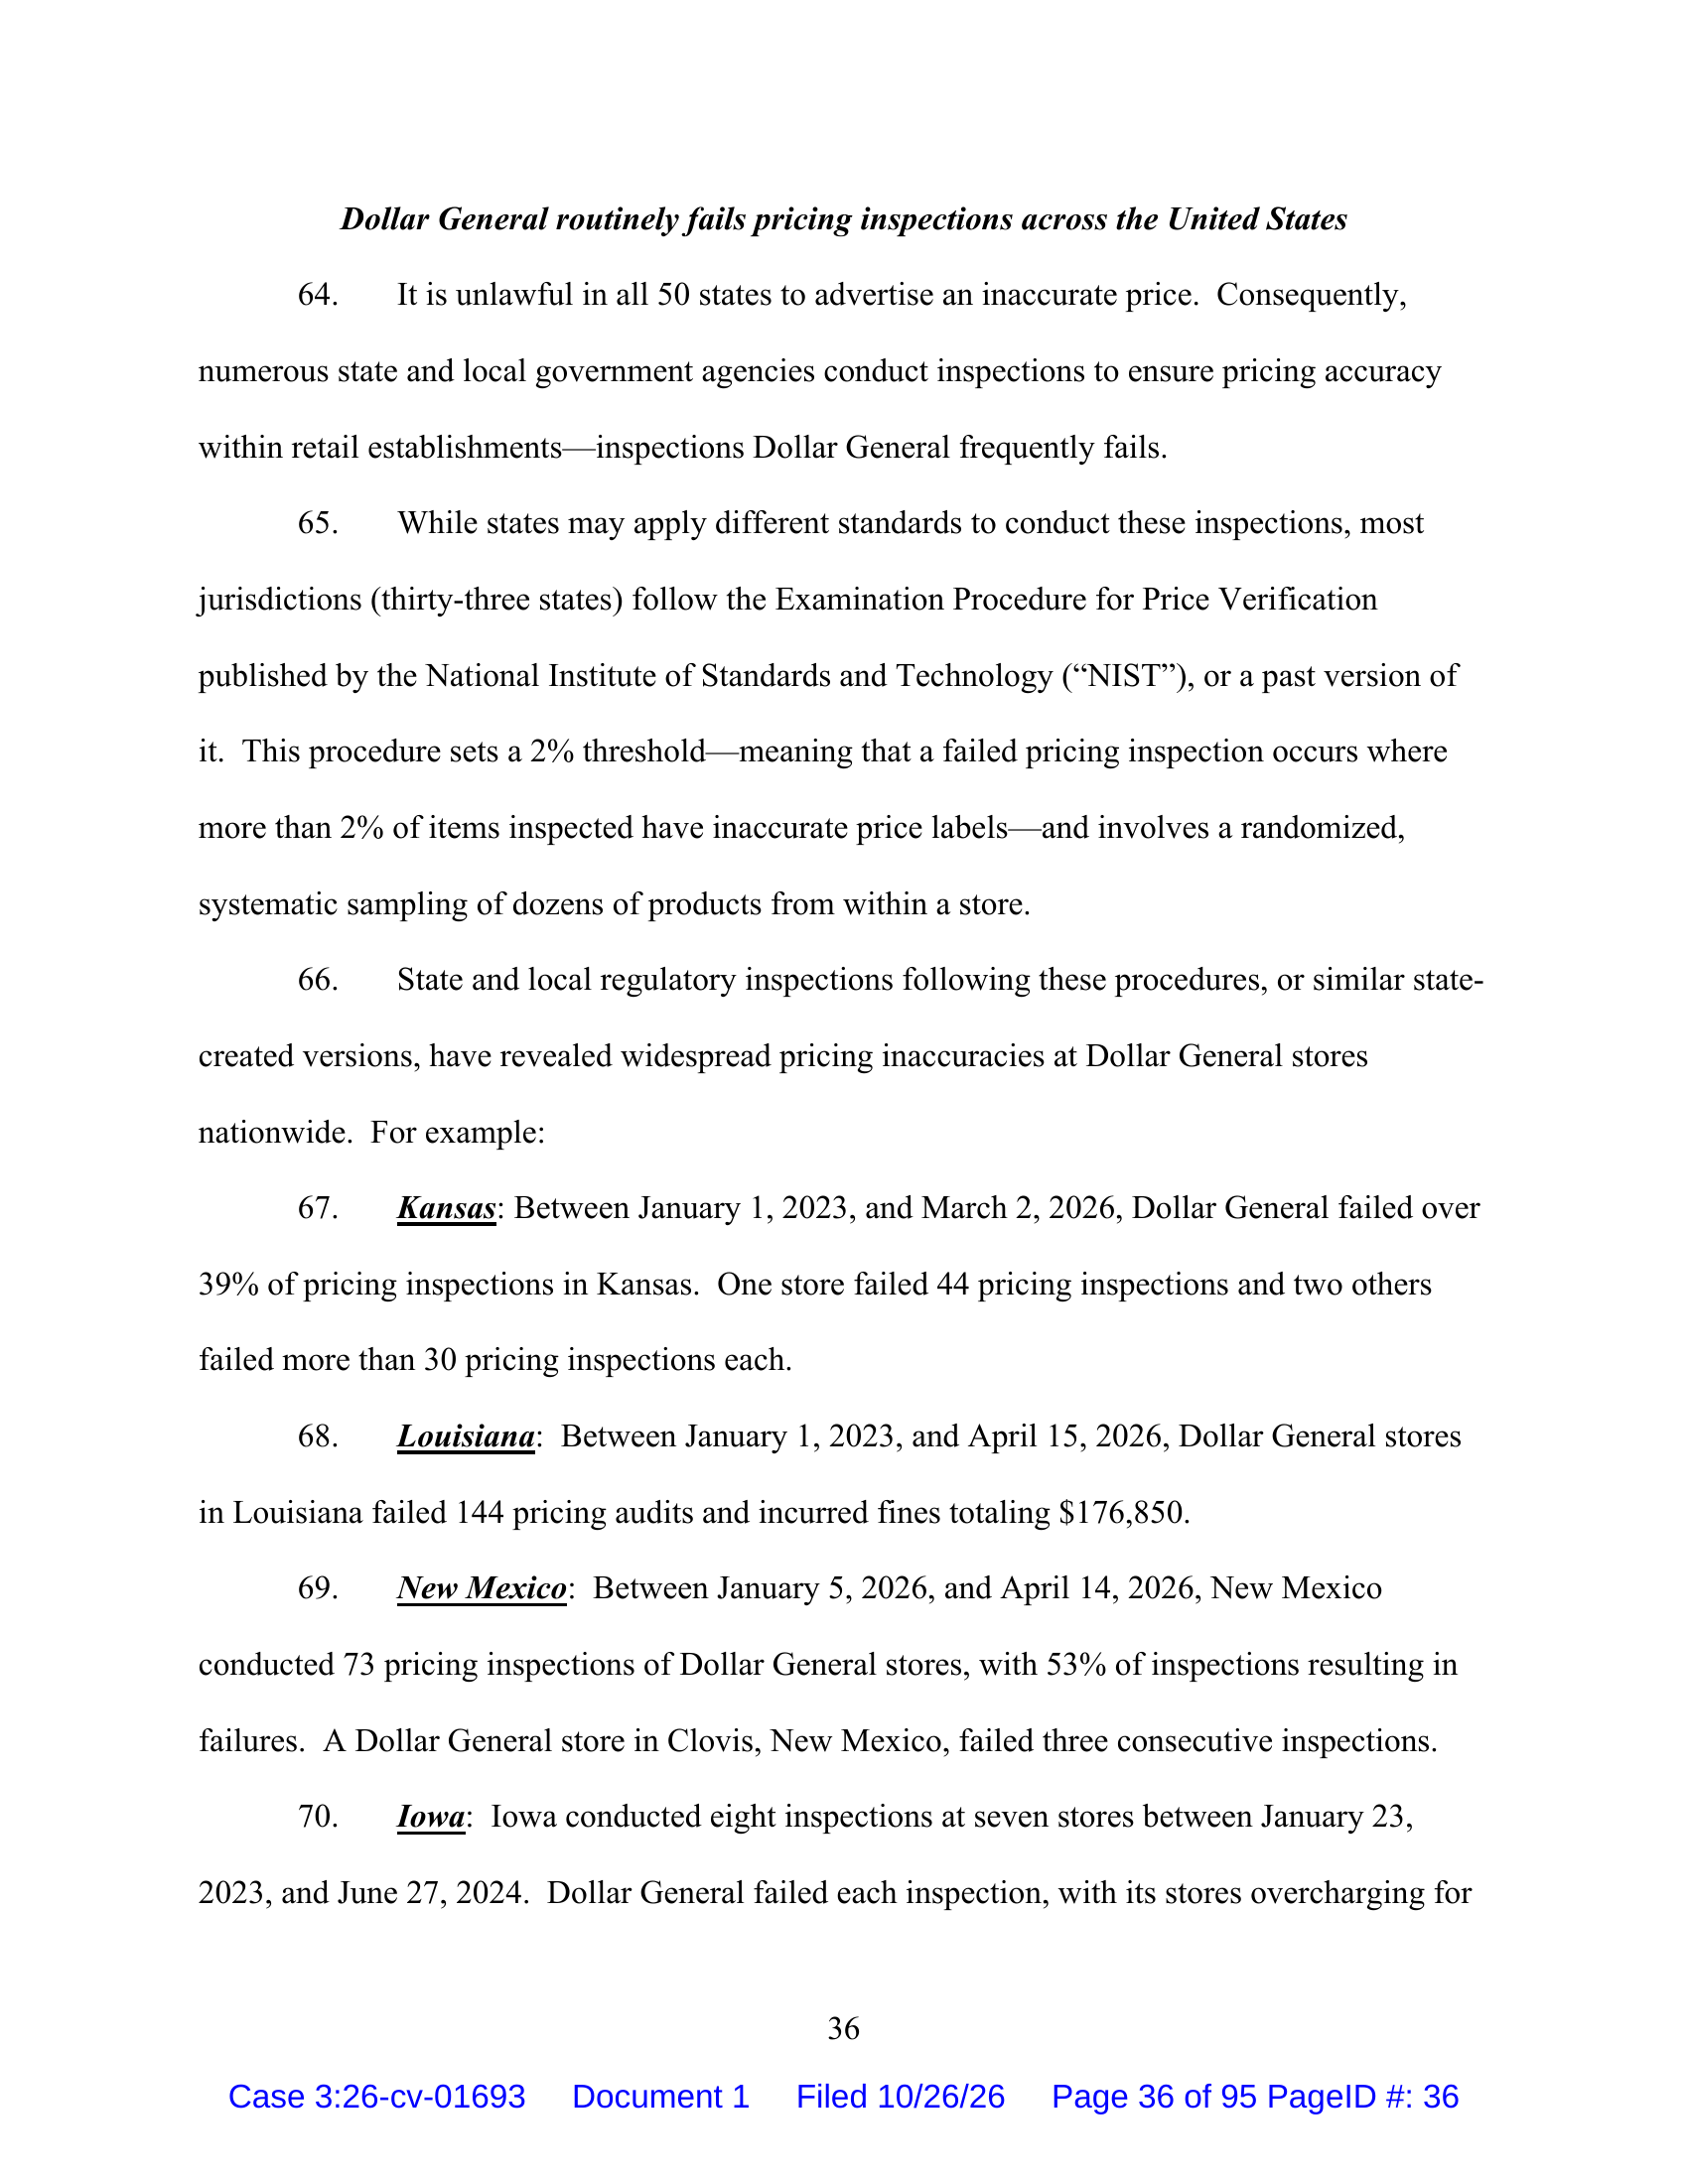 Dollar General routinely fails pricing inspections across the United States
64. It is unlawful in all 50 states to advertise an inaccurate price. Consequently,
numerous state and local government agencies conduct inspections to ensure pricing accuracy
within retail establishments—inspections Dollar General frequently fails.
65. While states may apply different standards to conduct these inspections, most
jurisdictions (thirty-three states) follow the Examination Procedure for Price Verification
published by the National Institute of Standards and Technology (“NIST”), or a past version of
it. This procedure sets a 2% threshold—meaning that a failed pricing inspection occurs where
more than 2% of items inspected have inaccurate price labels—and involves a randomized,
systematic sampling of dozens of products from within a store.
66. State and local regulatory inspections following these procedures, or similar state-
created versions, have revealed widespread pricing inaccuracies at Dollar General stores
nationwide. For example:
67. Kansas: Between January 1, 2023, and March 2, 2026, Dollar General failed over
39% of pricing inspections in Kansas. One store failed 44 pricing inspections and two others
failed more than 30 pricing inspections each.
68. Louisiana: Between January 1, 2023, and April 15, 2026, Dollar General stores
in Louisiana failed 144 pricing audits and incurred fines totaling $176,850.
69. New Mexico: Between January 5, 2026, and April 14, 2026, New Mexico
conducted 73 pricing inspections of Dollar General stores, with 53% of inspections resulting in
failures. A Dollar General store in Clovis, New Mexico, failed three consecutive inspections.
70. Iowa: Iowa conducted eight inspections at seven stores between January 23,
2023, and June 27, 2024. Dollar General failed each inspection, with its stores overcharging for
36
Case 3:26-cv-01693 Document 1 Filed 10/26/26 Page 36 of 95 PageID #: 36